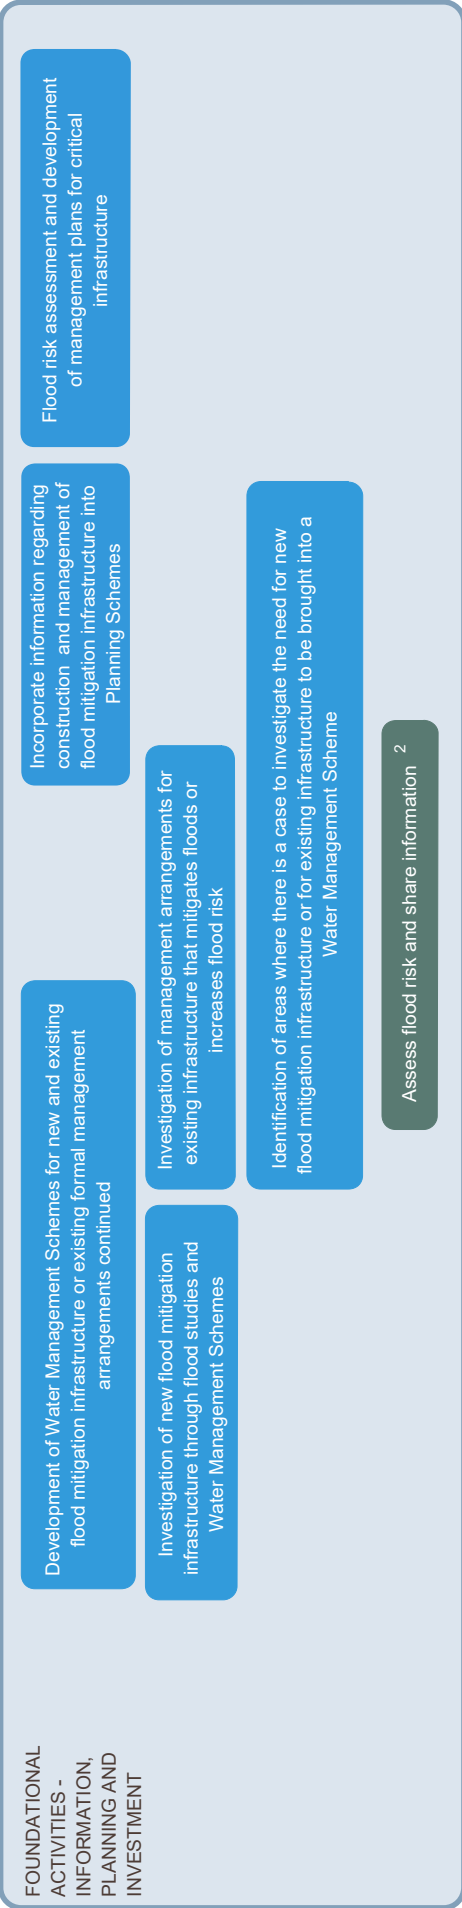 FOUNDATIONAL
ACTIVITIES -
INFORMATION,
PLANNING AND
INVESTMENT
Development of Water Management Schemes for new and existing
flood mitigation infrastructure or existing formal management
arrangements continued
Incorporate information regarding
construction  and management of
flood mitigation infrastructure into
Planning Schemes
Flood risk assessment and development
of management plans for critical
infrastructure
Investigation of new flood mitigation
infrastructure through flood studies and
Water Management Schemes
Investigation of management arrangements for
existing infrastructure that mitigates floods or
increases flood risk
Identification of areas where there is a case to investigate the need for new
flood mitigation infrastructure or for existing infrastructure to be brought into a
Water Management Scheme
Assess flood risk and share information 2